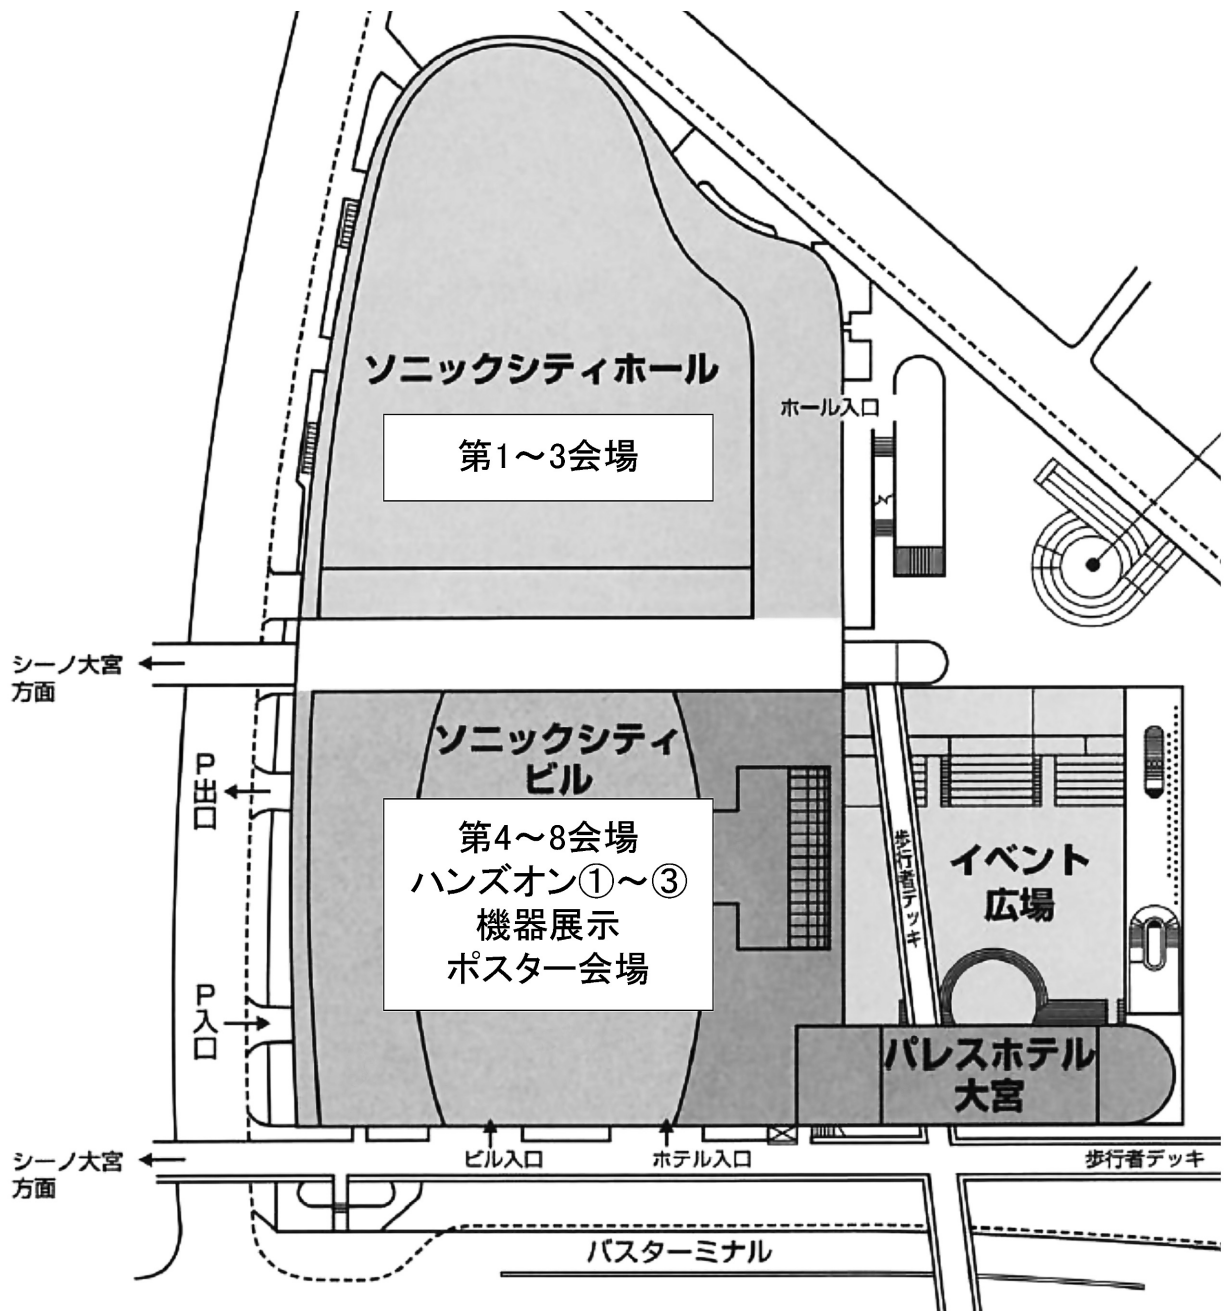 ソニックシティホール
ホール入口
第1～3会場
シーノ大宮
方面
ソニックシティ
ビル
P出口
第4～8会場
ハンズオン①～③
機器展示
ポスター会場
歩行者デッキ
イベント
広場
P入口
パレスホテル
大宮
シーノ大宮
方面
ビル入口
ホテル入口
歩行者デッキ
バスターミナル